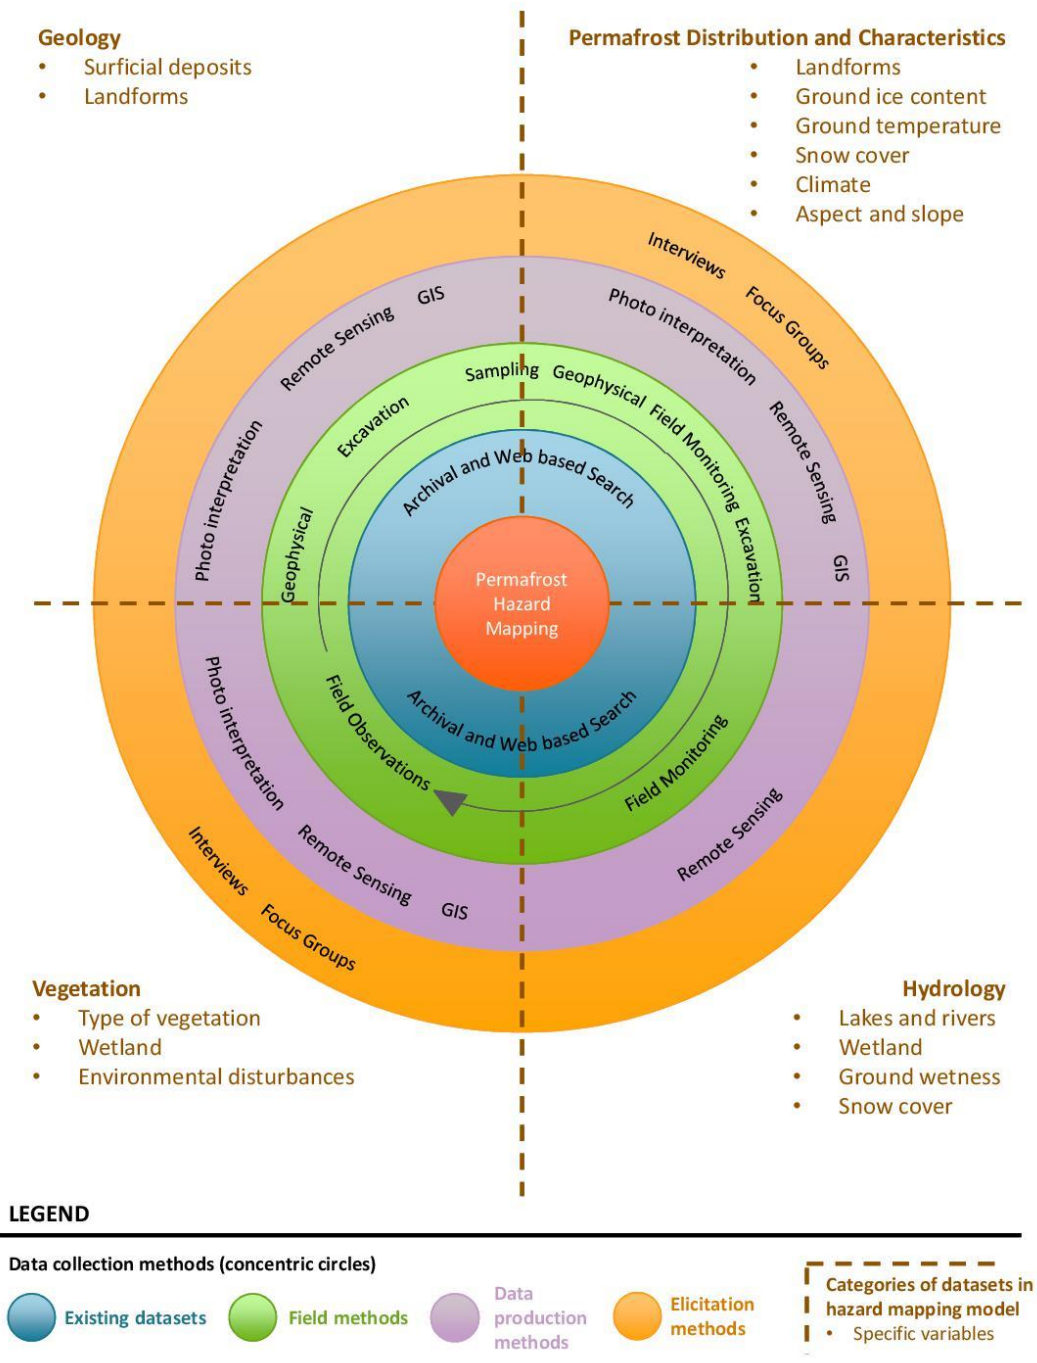 Geology
• Surficial deposits
• Landforms
Permafrost Distribution and Characteristics
• Landforms
• Ground ice content
• Ground temperature
• Snow cover
• Climate
• Aspect and slope
Interviews
Focus Groups
Photo interpretation
Remote Sensing
GIS
Photo interpretation
Remote Sensing
GIS
Sampling
Geophysical
Field Monitoring
Excavation
Excavation
Geophysical
Archival and Web based Search
Permafrost
Hazard
Mapping
Archival and Web based Search
Field Observations
Field Monitoring
Photo interpretation
Remote Sensing
GIS
Remote Sensing
Interviews
Focus Groups
Vegetation
• Type of vegetation
• Wetland
• Environmental disturbances
Hydrology
• Lakes and rivers
• Wetland
• Ground wetness
• Snow cover
LEGEND
Data collection methods (concentric circles)
Existing datasets
Field methods
Data
production
methods
Elicitation
methods
Categories of datasets in
hazard mapping model
• Specific variables